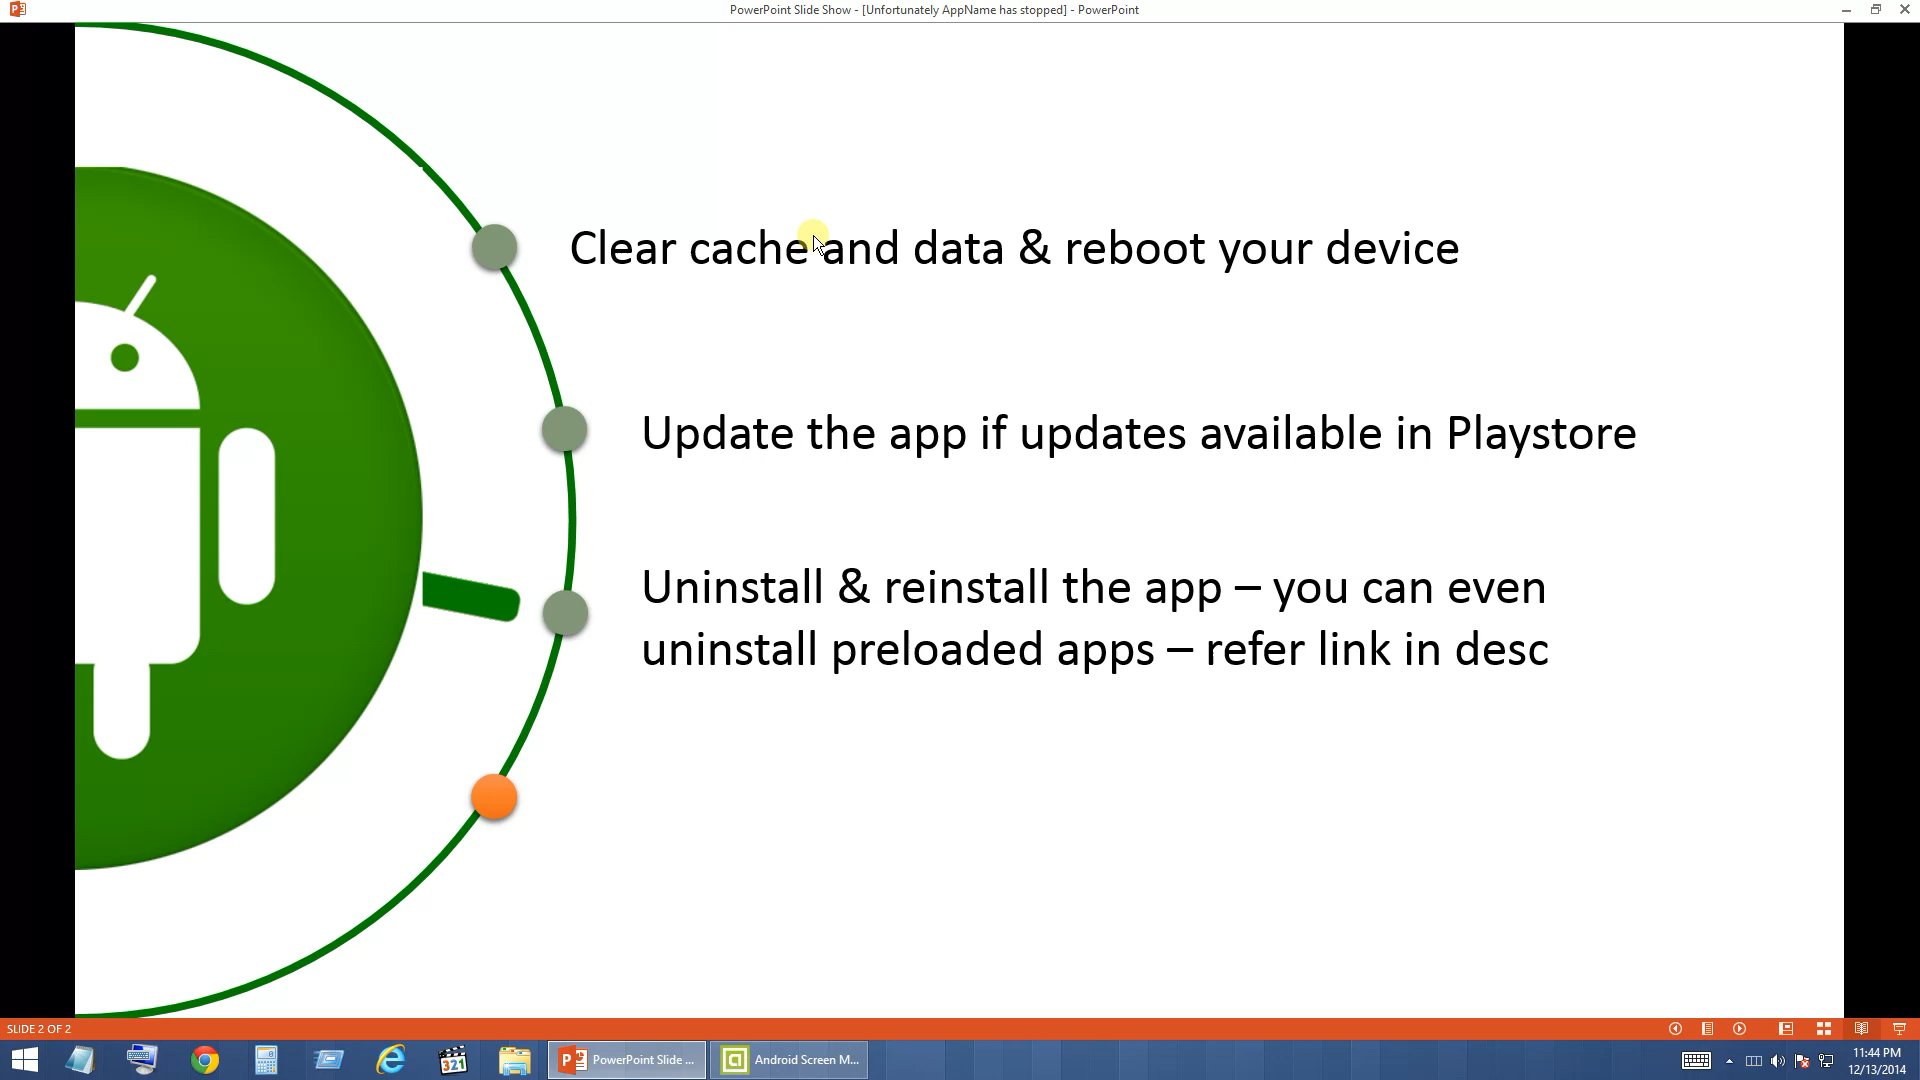 PowerPoint Slide Show - [Unfortunately AppName has stopped] - PowerPoint
Clear cache and data & reboot your device
Update the app if updates available in Playstore
Uninstall & reinstall the app – you can even
uninstall preloaded apps – refer link in desc
SLIDE 2 OF 2
321
PowerPoint Slide ...
Android Screen M...
11:44 PM
12/13/2014